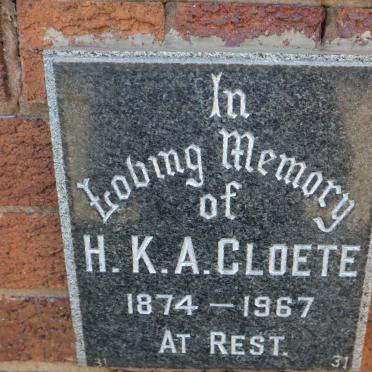 In
Loving Memory
of
H. K. A. CLOETE
1874 — 1967
AT REST.
31 31